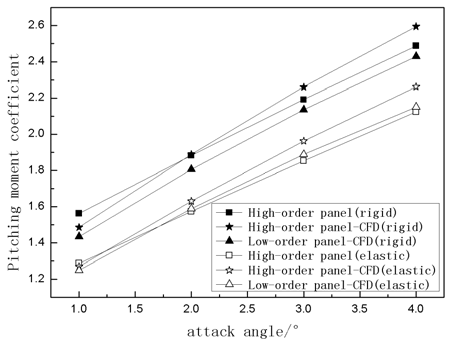 2.6
2.4
2.2
2.0
1.8
1.6
1.4
1.2
Pitching moment coefficient
High-order panel(rigid)
High-order panel-CFD(rigid)
Low-order panel-CFD(rigid)
High-order panel(elastic)
High-order panel-CFD(elastic)
Low-order panel-CFD(elastic)
1.0 1.5 2.0 2.5 3.0 3.5 4.0
attack angle/°